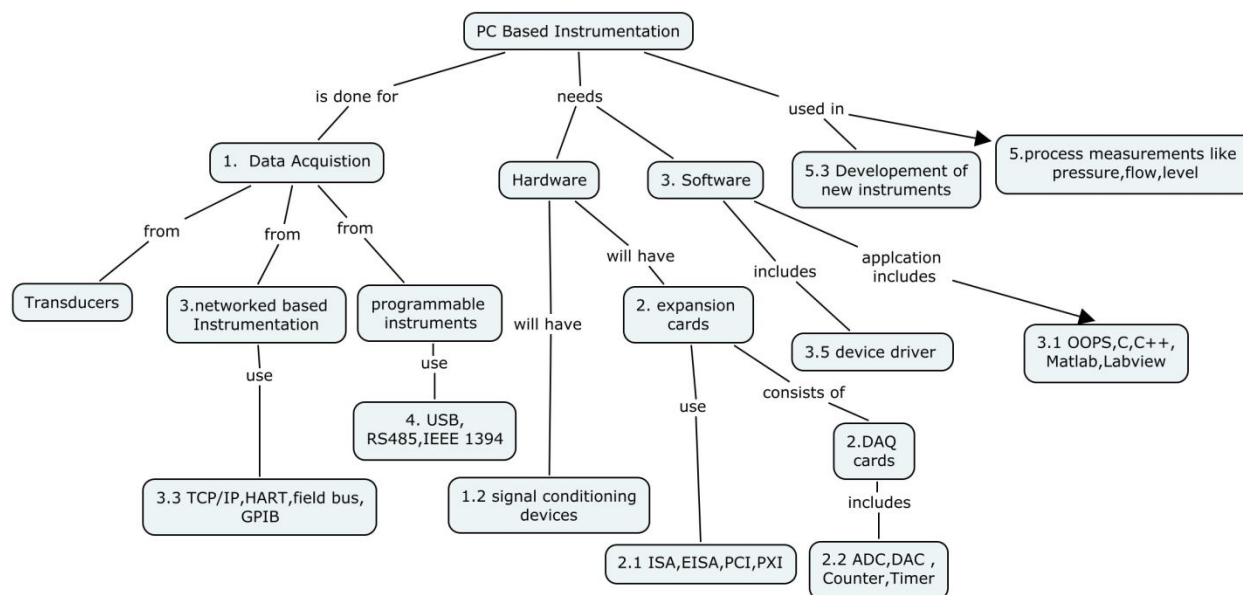 PC Based Instrumentation
is done for
needs
used in
1. Data Acquistion
Hardware
3. Software
5.3 Developement of
new instruments
5.process measurements like
pressure,flow,level
from
from
from
will have
includes
applcation
includes
Transducers
3.networked based
Instrumentation
programmable
instruments
will have
2. expansion
cards
3.5 device driver
3.1 OOPS,C,C++,
Matlab,Labview
use
use
use
consists of
4. USB,
RS485,IEEE 1394
2.DAQ
cards
3.3 TCP/IP,HART,field bus,
GPIB
1.2 signal conditioning
devices
includes
2.1 ISA,EISA,PCI,PXI
2.2 ADC,DAC ,
Counter,Timer